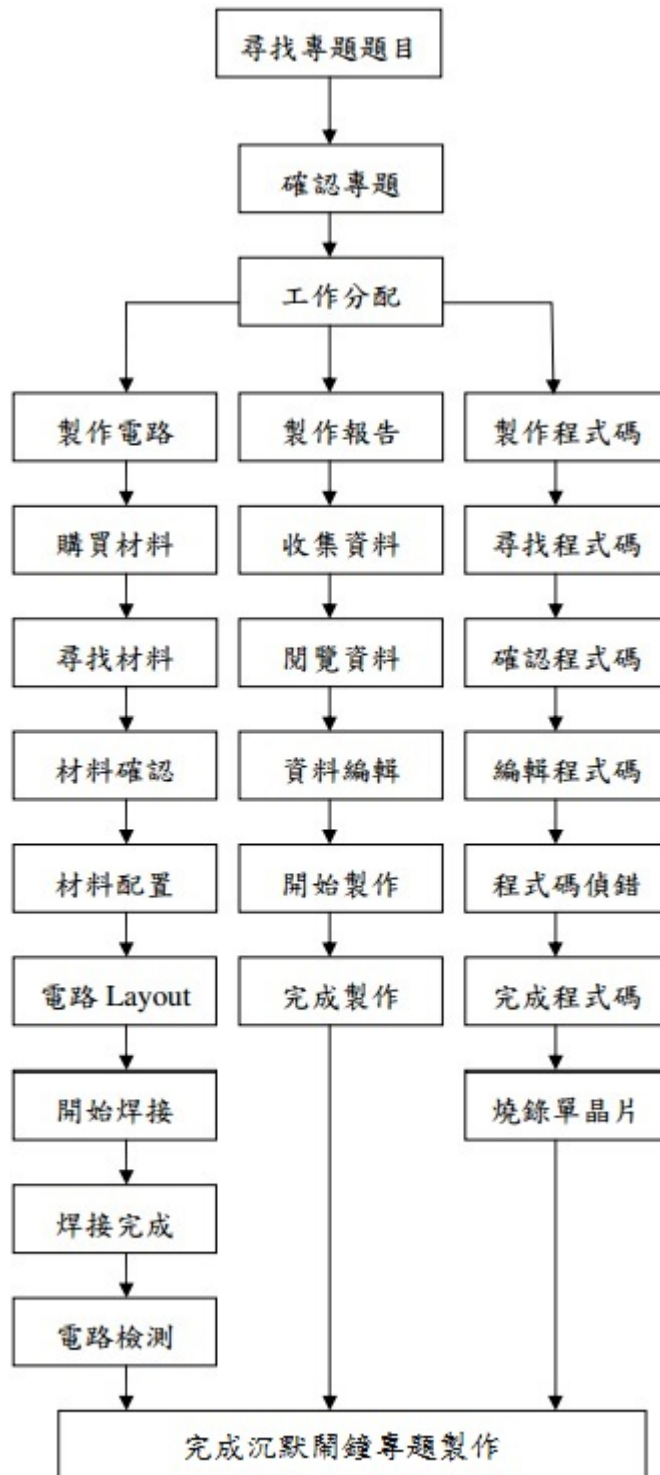 尋找專題題目
確認專題
工作分配
製作電路
製作報告
製作程式碼
購買材料
收集資料
尋找程式碼
尋找材料
閱覽資料
確認程式碼
材料確認
資料編輯
編輯程式碼
材料配置
開始製作
程式碼偵錯
電路 Layout
完成製作
完成程式碼
開始焊接
燒錄單晶片
焊接完成
電路檢測
完成沉默鬧鐘專題製作